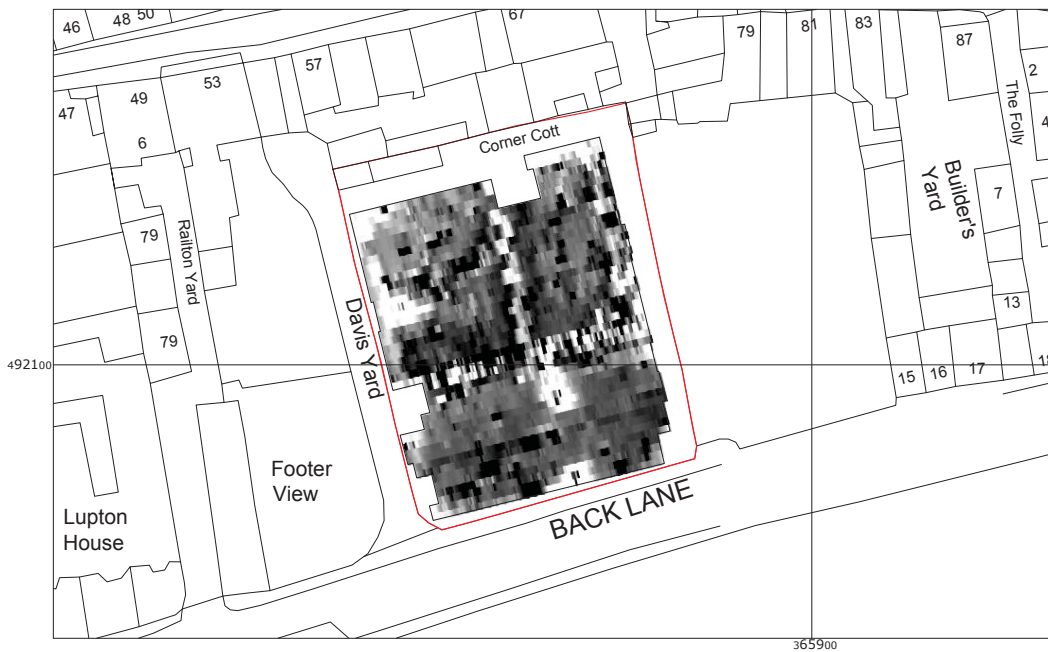 46
48
50
67
79
81
83
87
2
4
57
53
49
47
6
Corner Cott
The Folly
Builder's
Yard
7
79
Railton Yard
79
Davis Yard
13
492100
15
16
17
18
Footer
View
Lupton
House
BACK LANE
365900